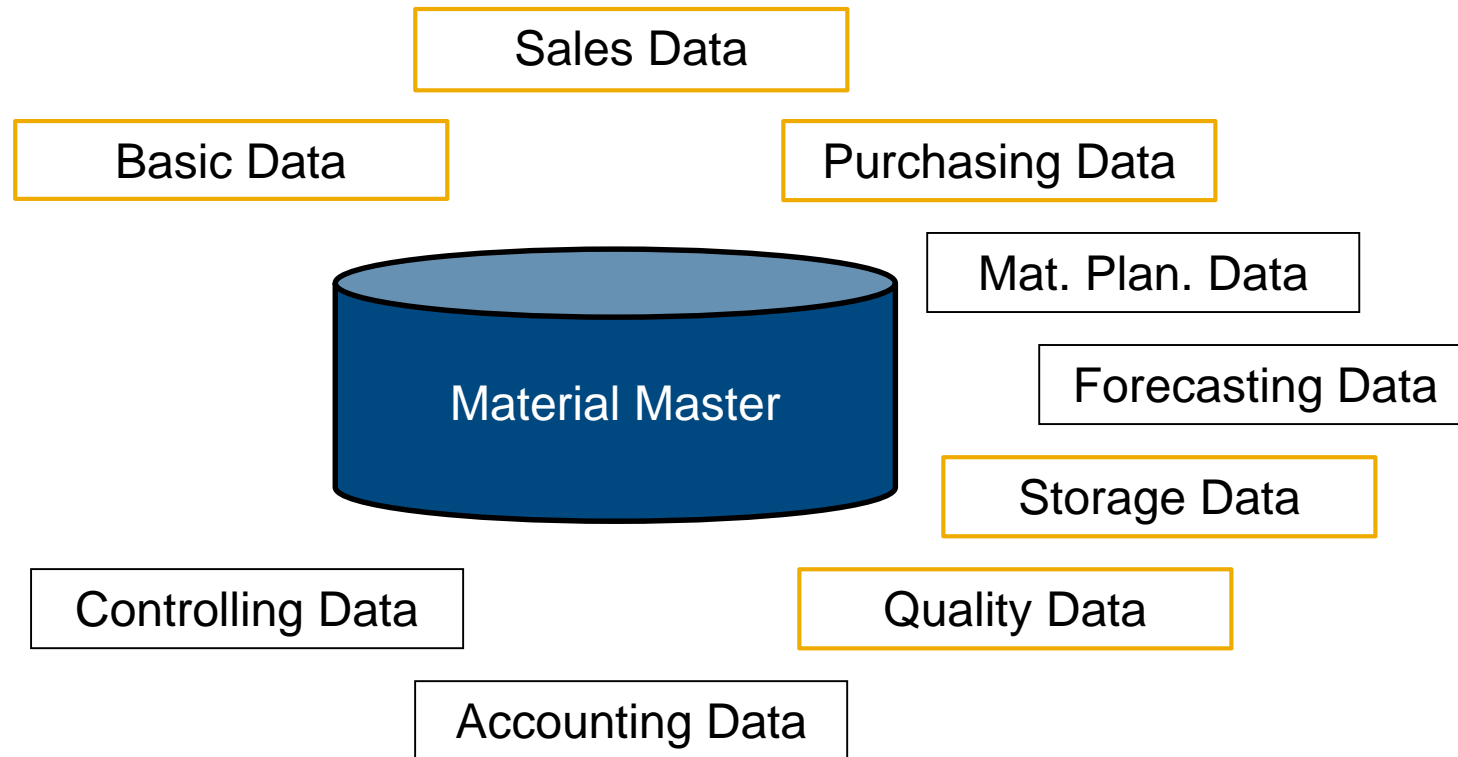 Sales Data
Basic Data
Purchasing Data
Mat. Plan. Data
Material Master
Forecasting Data
Storage Data
Controlling Data
Quality Data
Accounting Data